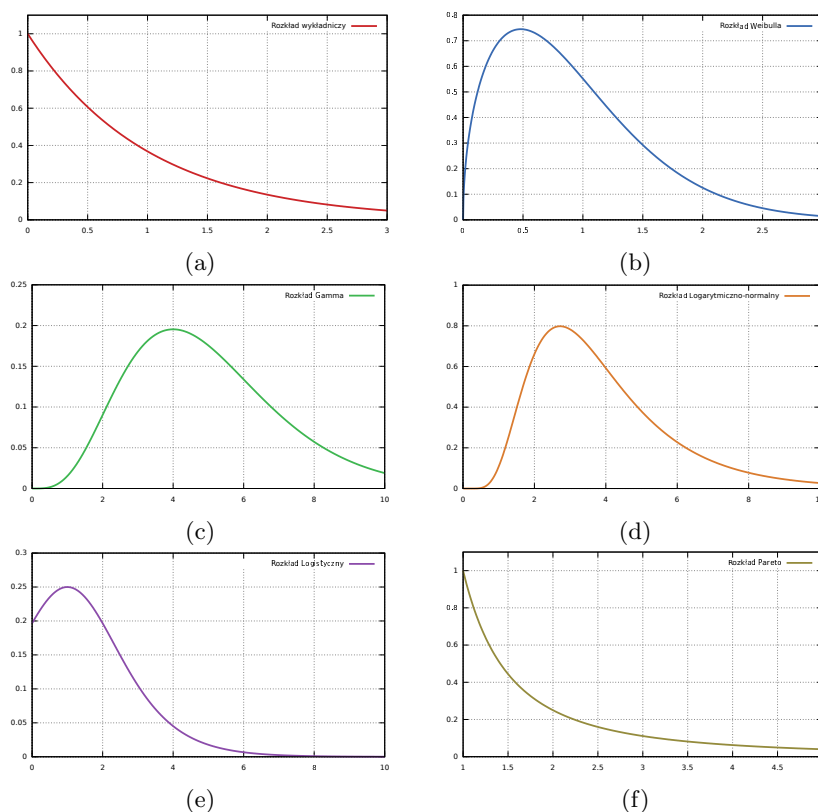 Rozkład wykładniczy
1
0.8
0.6
0.4
0.2
0
0 0.5 1 1.5 2 2.5 3
(a)
Rozkład Weibulla
0.8
0.7
0.6
0.5
0.4
0.3
0.2
0.1
0
0 0.5 1 1.5 2 2.5
(b)
Rozkład Gamma
0.25
0.2
0.15
0.1
0.05
0
0 2 4 6 8 10
(c)
Rozkład Logarytmiczno-normalny
1
0.8
0.6
0.4
0.2
0
0 2 4 6 8 1
(d)
Rozkład Logistyczny
0.3
0.25
0.2
0.15
0.1
0.05
0
0 2 4 6 8 10
(e)
Rozkład Pareto
1
0.8
0.6
0.4
0.2
0
1 1.5 2 2.5 3 3.5 4 4.5
(f)